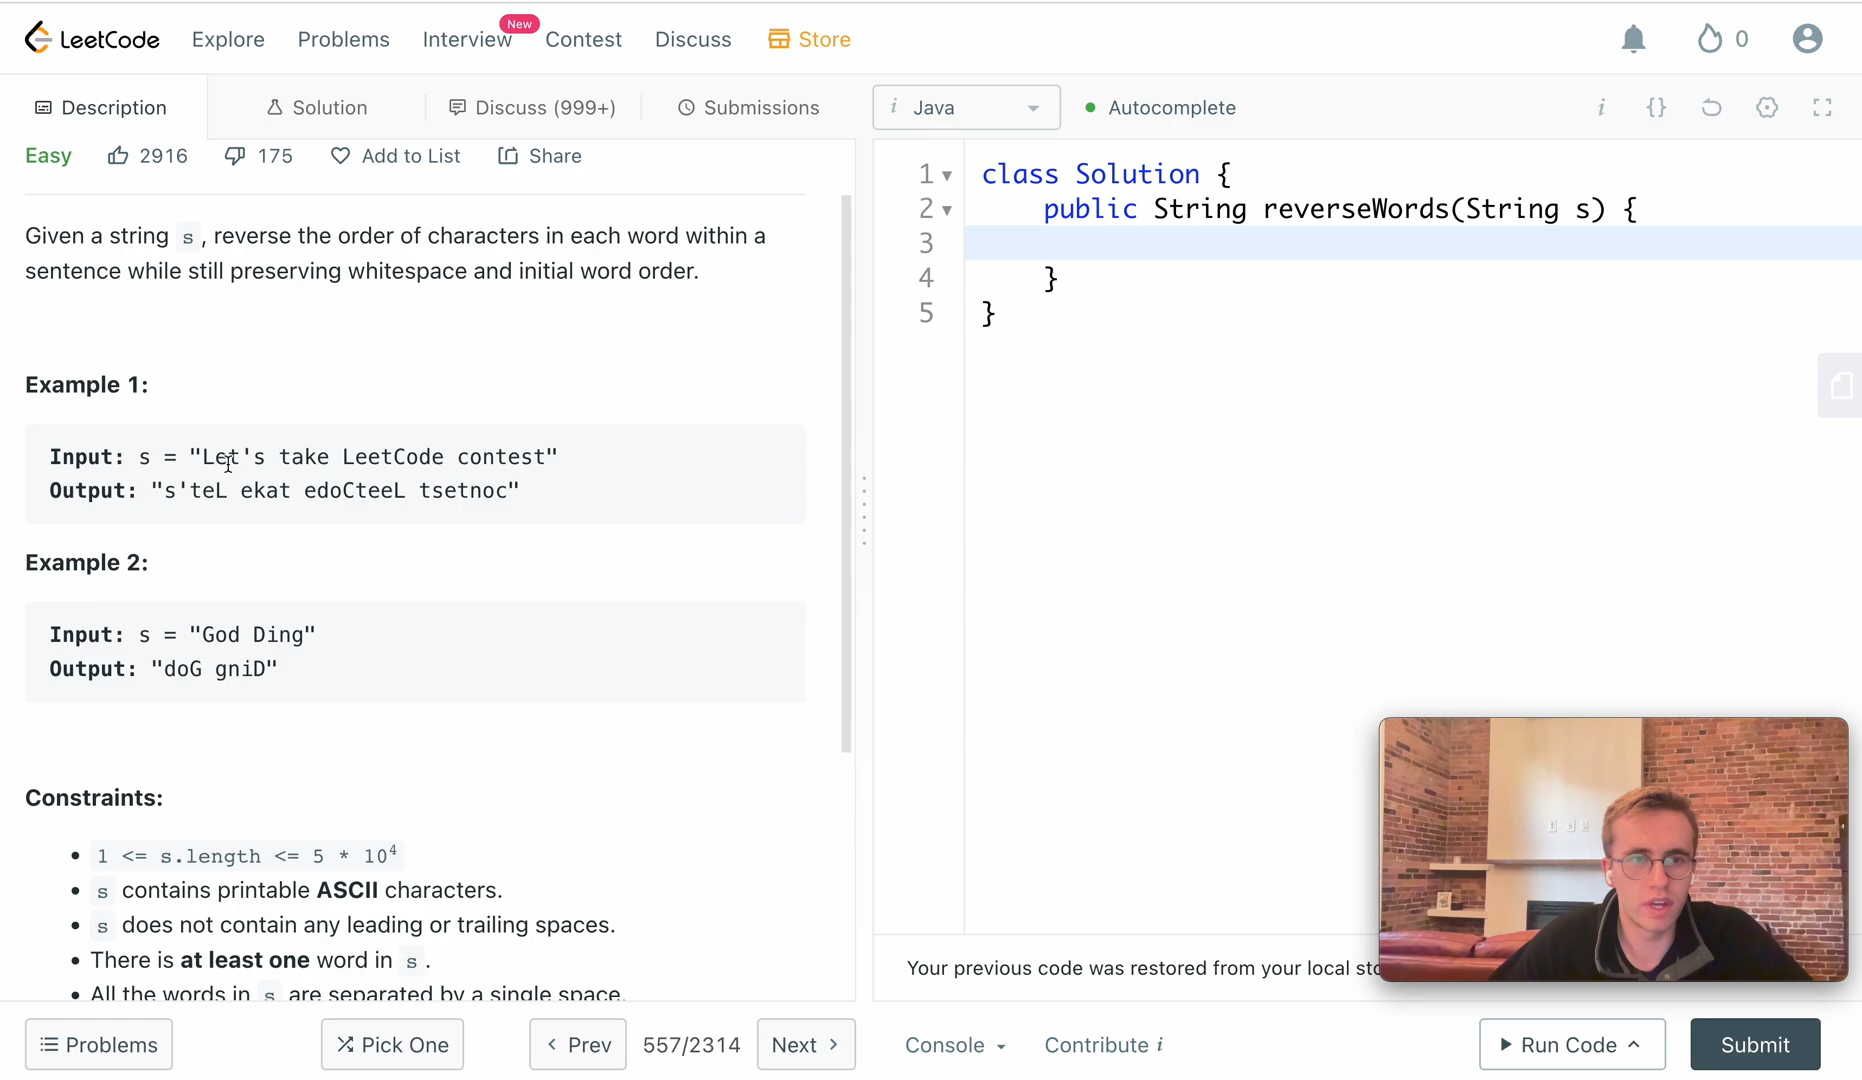 LeetCode Explore Problems Interview New Contest Discuss Store 0
Description Solution Discuss (999+) Submissions
Easy 2916 175 Add to List Share
Given a string s, reverse the order of characters in each word within a
sentence while still preserving whitespace and initial word order.
Example 1:
Input: s = "Let's take LeetCode contest"
Output: "s'teL ekat edoCteeL tsetnoc"
Example 2:
Input: s = "God Ding"
Output: "doG gniD"
Constraints:
• 1 <= s.length <= 5 * 10⁴
• s contains printable ASCII characters.
• s does not contain any leading or trailing spaces.
• There is at least one word in s.
• All the words in s are separated by a single space.
Problems Pick One < Prev 557/2314 Next >
i Java Autocomplete i {}
1 class Solution {
2 public String reverseWords(String s) {
3
4 }
5 }
Your previous code was restored from your local
Console Contribute i Run Code Submit